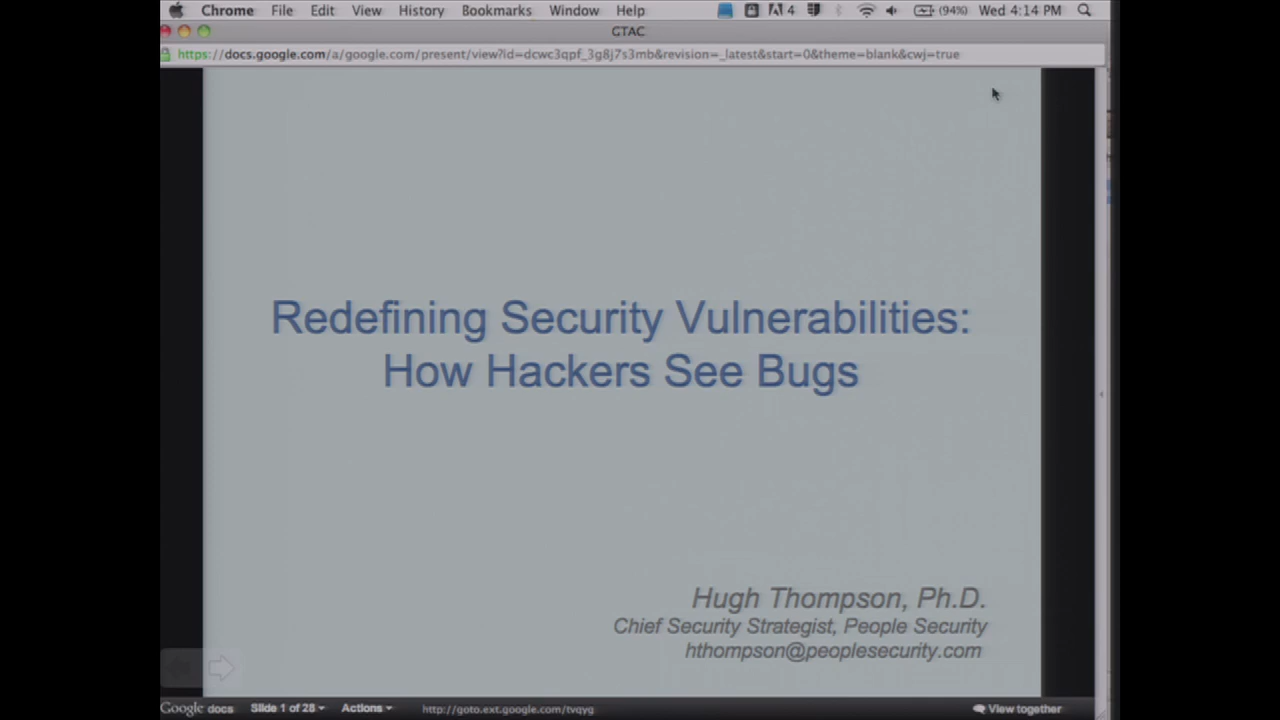 Chrome File Edit View History Bookmarks Window Help 4 (94%) Wed 4:14 PM
GTAC
https://docs.google.com/a/google.com/present/view?id=dcwc3qpf_3g8j7s3mb&revision=_latest&start=0&theme=blank&cwj=true
Redefining Security Vulnerabilities:
How Hackers See Bugs
Hugh Thompson, Ph.D.
Chief Security Strategist, People Security
hthompson@peoplesecurity.com
Google docs Slide 1 of 28 Actions http://goto.ext.google.com/tvqyg View together